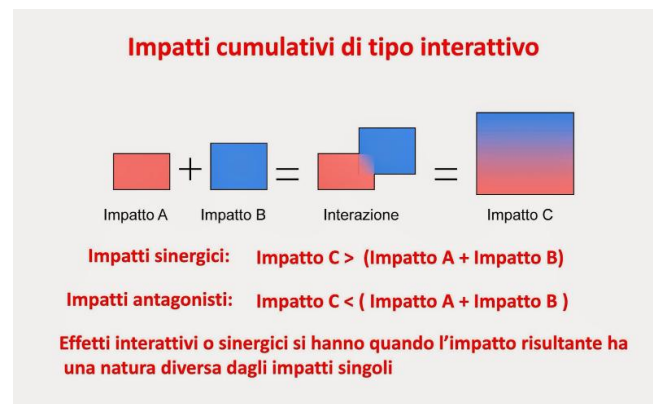 Impatti cumulativi di tipo interattivo
+ = =
Impatto A Impatto B Interazione Impatto C
Impatti sinergici: Impatto C > (Impatto A + Impatto B)
Impatti antagonisti: Impatto C < ( Impatto A + Impatto B )
Effetti interattivi o sinergici si hanno quando l’impatto risultante ha
una natura diversa dagli impatti singoli